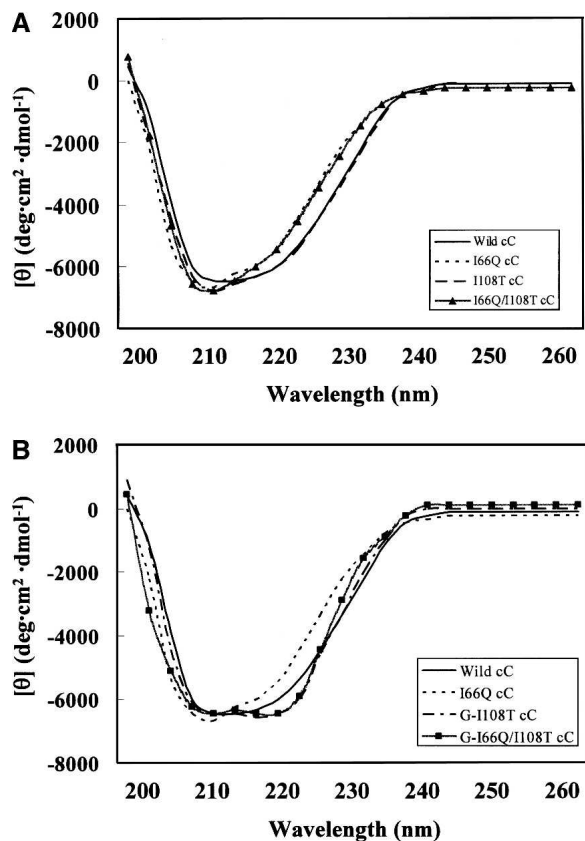 A
2000
0
-2000
-4000
-6000
-8000
[θ] (deg·cm² ·dmol⁻¹)
Wild cC
I66Q cC
I108T cC
I66Q/I108T cC
200 210 220 230 240 250 260
Wavelength (nm)
B
2000
0
-2000
-4000
-6000
-8000
[θ] (deg·cm² ·dmol⁻¹)
Wild cC
I66Q cC
G-I108T cC
G-I66Q/I108T cC
200 210 220 230 240 250 260
Wavelength (nm)